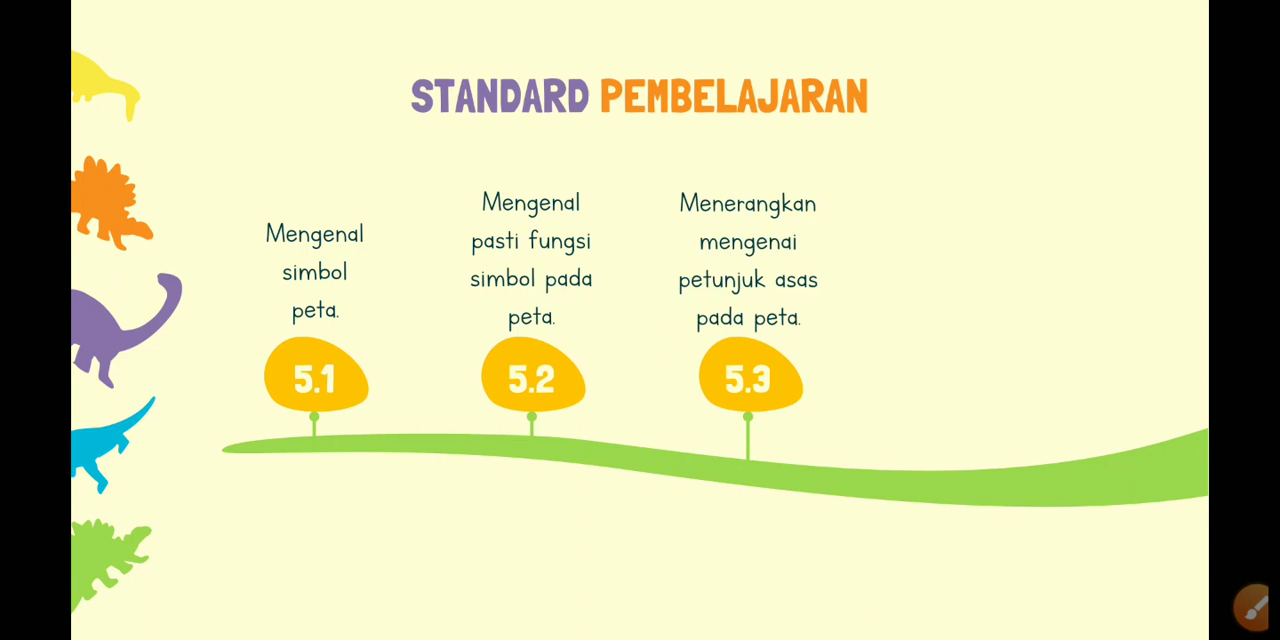 STANDARD PEMBELAJARAN
Mengenal
simbol
peta.
5.1
Mengenal
pasti fungsi
simbol pada
peta.
5.2
Menerangkan
mengenai
petunjuk asas
pada peta.
5.3